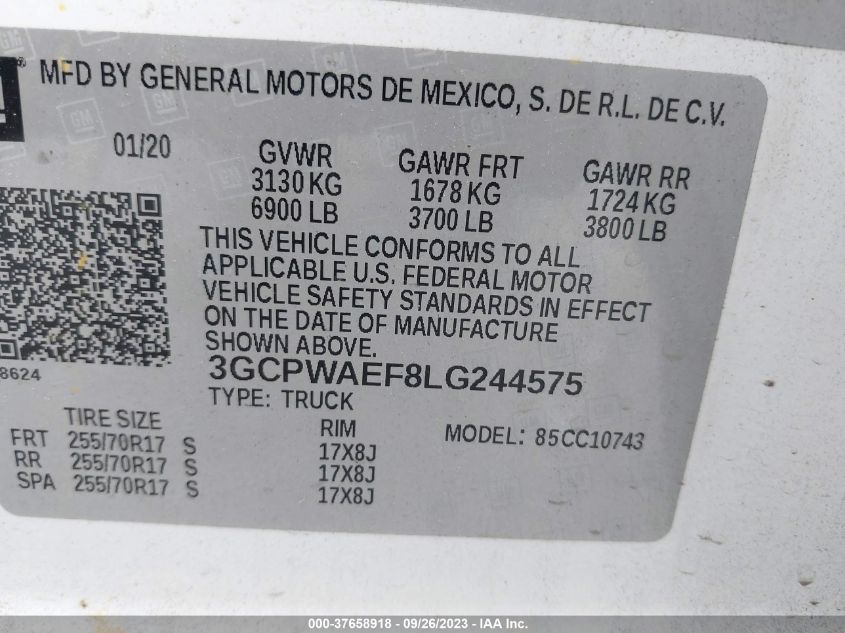 MFD BY GENERAL MOTORS DE MEXICO, S. DE R.L. DE C.V.
01/20 GVWR GAWR FRT GAWR RR
3130 KG 1678 KG 1724 KG
6900 LB 3700 LB 3800 LB
THIS VEHICLE CONFORMS TO ALL
APPLICABLE U.S. FEDERAL MOTOR
VEHICLE SAFETY STANDARDS IN EFFECT
ON THE DATE OF MANUFACTURE
SHOWN ABOVE.
8624
3GCPWAEF8LG244575
TYPE: TRUCK
TIRE SIZE RIM MODEL: 85CC10743
FRT 255/70R17 S 17X8J
RR 255/70R17 S 17X8J
SPA 255/70R17 S 17X8J
000-37658918 - 09/26/2023 - IAA Inc.